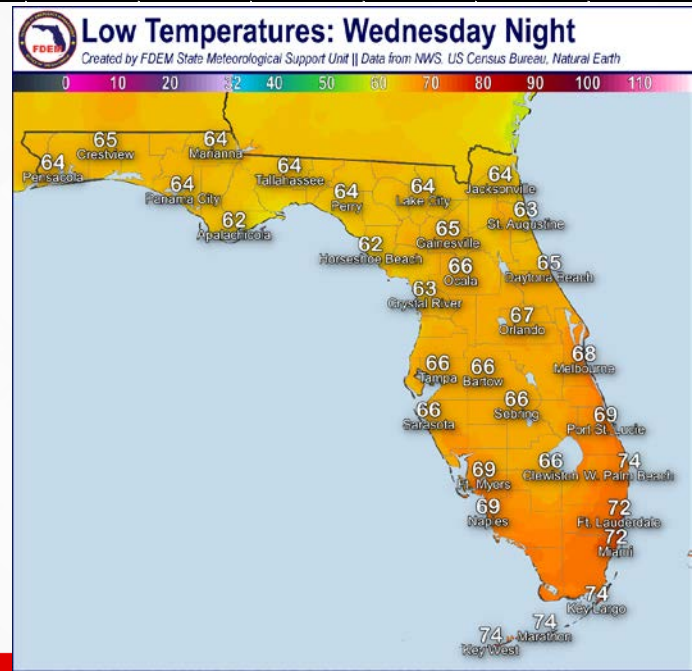 FDEM
Low Temperatures: Wednesday Night
Created by FDEM State Meteorological Support Unit || Data from NWS, US Census Bureau, Natural Earth
0 10 20 32 40 50 60 70 80 90 100 110
65
Crestview
64
Marianna
64
Pensacola
64
Panama City
64
Tallahassee
64
Perry
64
Lake City
64
Jacksonville
62
Apalachicola
63
St. Augustine
62
Horseshoe Beach
65
Gainesville
66
Ocala
65
Daytona Beach
63
Crystal River
67
Orlando
68
Melbourne
66
Tampa
66
Bartow
66
Sebring
66
Sarasota
69
Port St. Lucie
69
Ft. Myers
66
Clewiston
74
W. Palm Beach
69
Naples
72
Ft. Lauderdale
72
Miami
74
Key Largo
74
Marathon
74
Key West